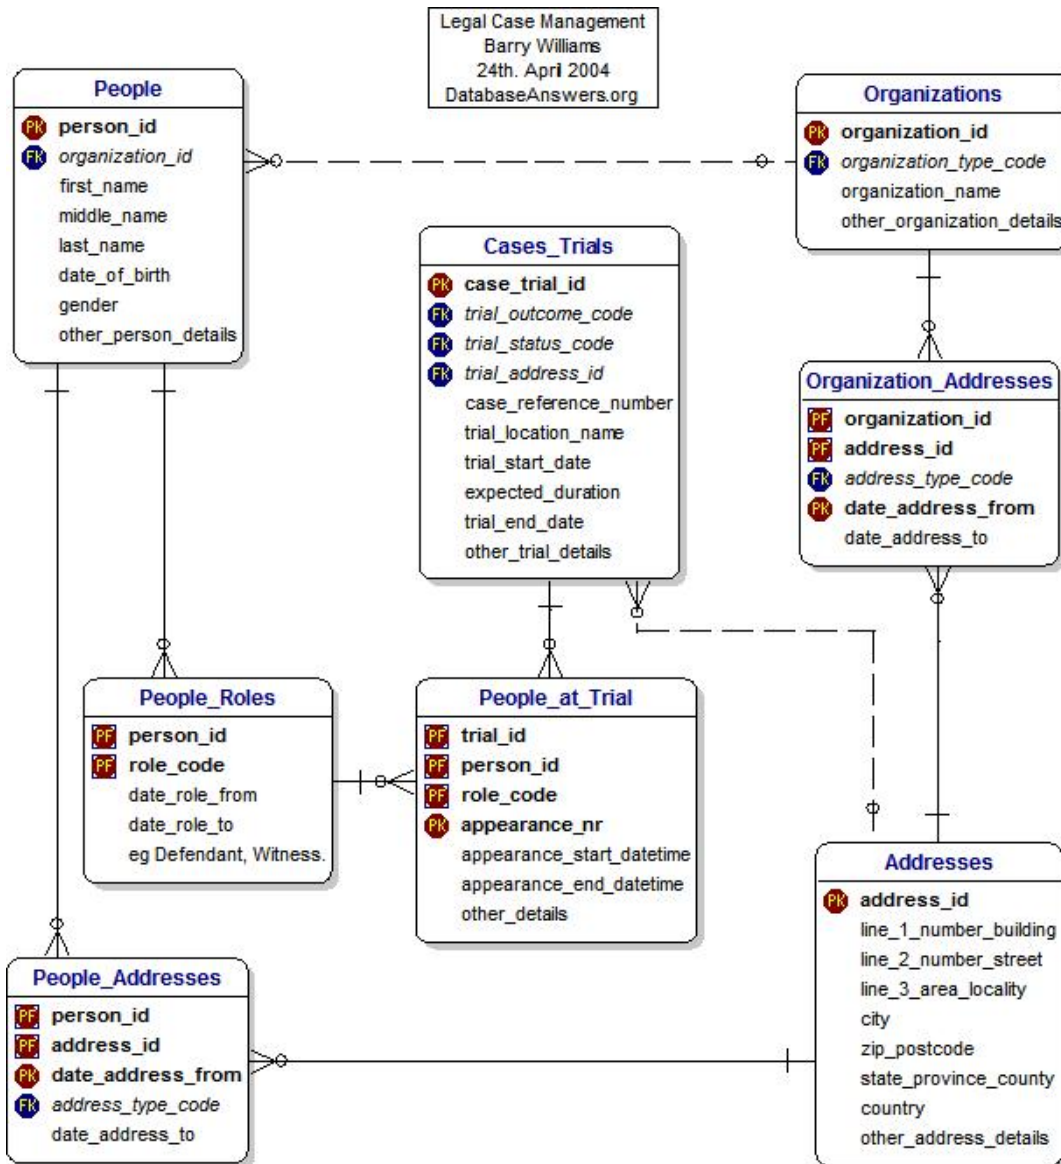 Legal Case Management
Barry Williams
24th. April 2004
DatabaseAnswers.org
People
PK person_id
FK organization_id
first_name
middle_name
last_name
date_of_birth
gender
other_person_details
Organizations
PK organization_id
FK organization_type_code
organization_name
other_organization_details
Cases_Trials
PK case_trial_id
FK trial_outcome_code
FK trial_status_code
FK trial_address_id
case_reference_number
trial_location_name
trial_start_date
expected_duration
trial_end_date
other_trial_details
Organization_Addresses
PF organization_id
PF address_id
FK address_type_code
PK date_address_from
date_address_to
People_Roles
PF person_id
PF role_code
date_role_from
date_role_to
eg Defendant, Witness.
People_at_Trial
PF trial_id
PF person_id
PF role_code
PK appearance_nr
appearance_start_datetime
appearance_end_datetime
other_details
Addresses
PK address_id
line_1_number_building
line_2_number_street
line_3_area_locality
city
zip_postcode
state_province_county
country
other_address_details
People_Addresses
PF person_id
PF address_id
PK date_address_from
FK address_type_code
date_address_to